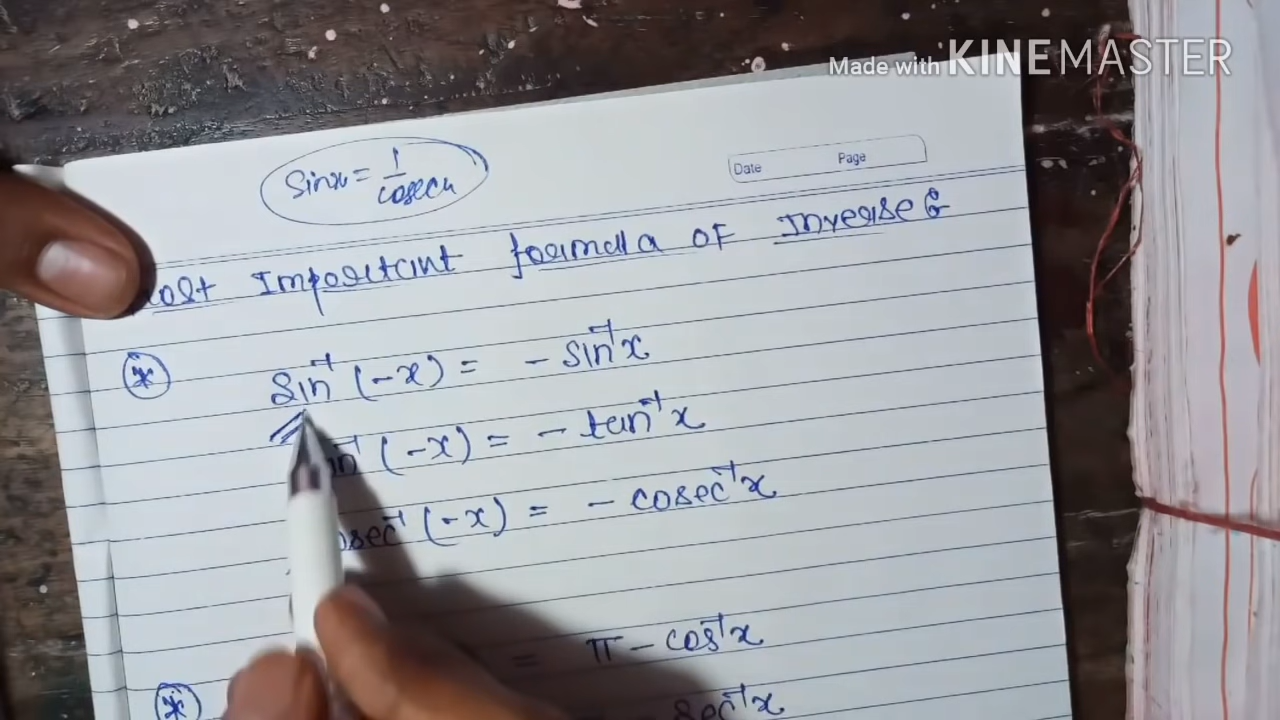 Made with KINEMASTER
sinx = 1/cosecx
Date Page
Important formula of Inverse
* Sin⁻¹ (-x) = - Sin⁻¹x
(-x) = - tan⁻¹x
(-x) = - cosec⁻¹x
= π - cos⁻¹x
* sec⁻¹x